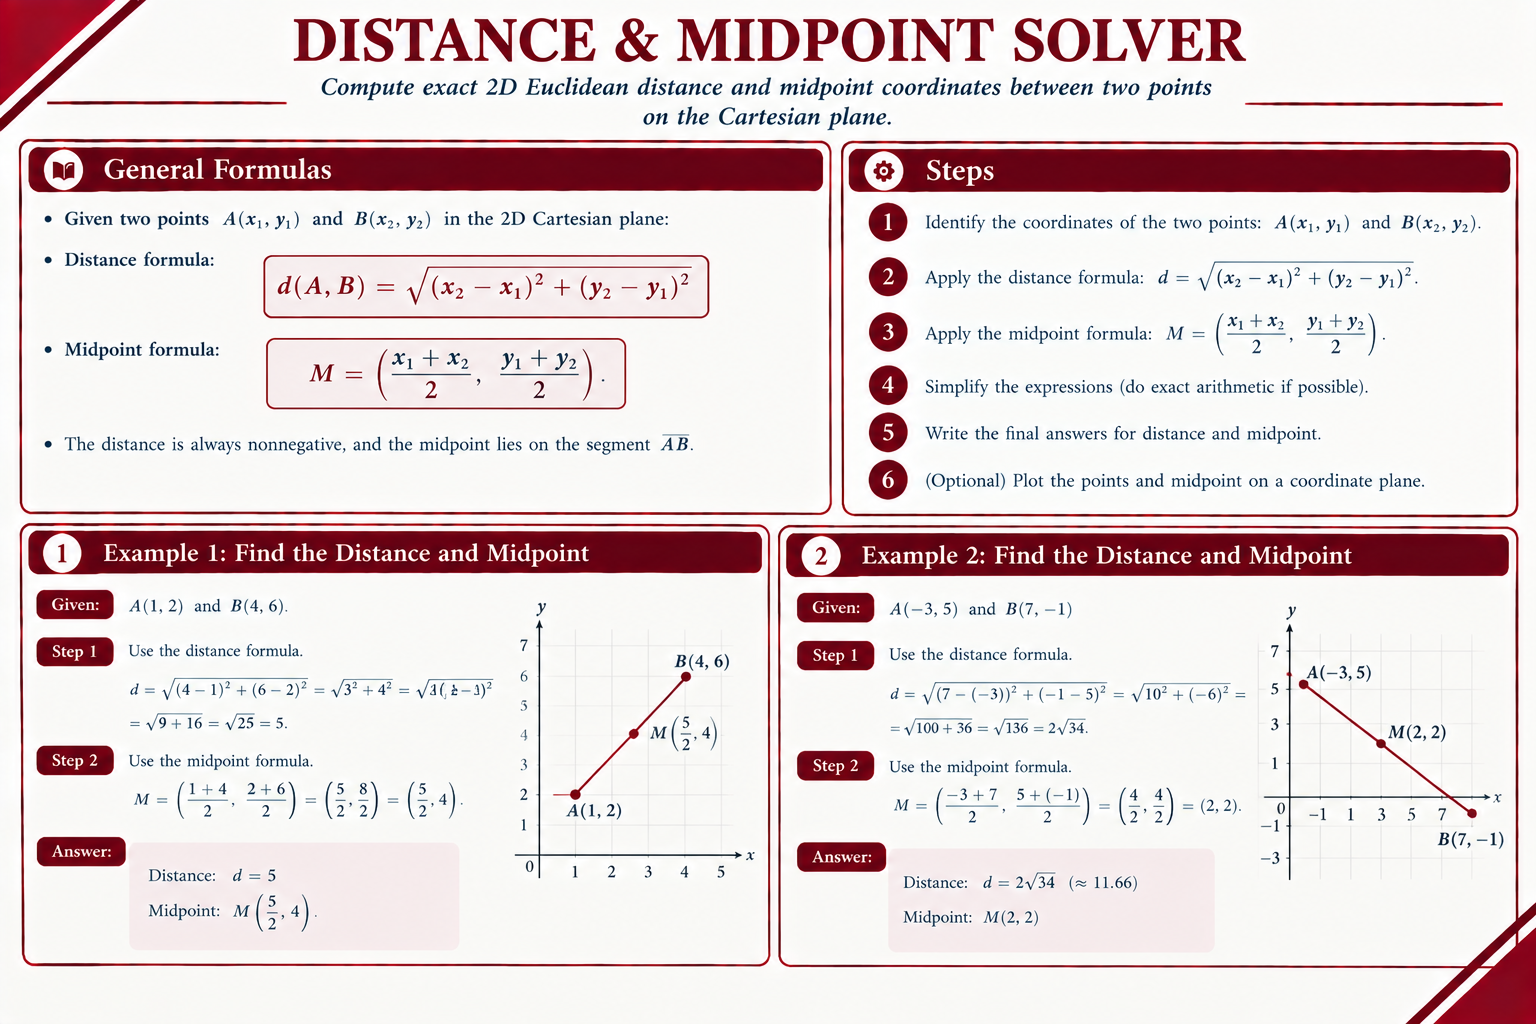 DISTANCE & MIDPOINT SOLVER
Compute exact 2D Euclidean distance and midpoint coordinates between two points
on the Cartesian plane.
General Formulas
• Given two points A(x₁, y₁) and B(x₂, y₂) in the 2D Cartesian plane:
• Distance formula:
d(A, B) = √((x₂ − x₁)² + (y₂ − y₁)²)
• Midpoint formula:
M = ((x₁ + x₂)/2, (y₁ + y₂)/2).
• The distance is always nonnegative, and the midpoint lies on the segment A̅B̅.
Steps
1 Identify the coordinates of the two points: A(x₁, y₁) and B(x₂, y₂).
2 Apply the distance formula: d = √((x₂ − x₁)² + (y₂ − y₁)²).
3 Apply the midpoint formula: M = ((x₁ + x₂)/2, (y₁ + y₂)/2).
4 Simplify the expressions (do exact arithmetic if possible).
5 Write the final answers for distance and midpoint.
6 (Optional) Plot the points and midpoint on a coordinate plane.
1 Example 1: Find the Distance and Midpoint
Given: A(1, 2) and B(4, 6).
Step 1 Use the distance formula.
d = √((4 − 1)² + (6 − 2)²) = √(3² + 4²) =
= √(9 + 16) = √25 = 5.
Step 2 Use the midpoint formula.
M = ((1 + 4)/2, (2 + 6)/2) = (5/2, 8/2) = (5/2, 4).
Answer:
Distance: d = 5
Midpoint: M(5/2, 4).
y
7
6
5
4
3
2
1
0
1 2 3 4 5
x
B(4, 6)
M(5/2, 4)
A(1, 2)
2 Example 2: Find the Distance and Midpoint
Given: A(−3, 5) and B(7, −1)
Step 1 Use the distance formula.
d = √((7 − (−3))² + (−1 − 5)²) = √(10² + (−6)²) =
= √(100 + 36) = √136 = 2√34.
Step 2 Use the midpoint formula.
M = ((−3 + 7)/2, (5 + (−1))/2) = (4/2, 4/2) = (2, 2).
Answer:
Distance: d = 2√34 (≈ 11.66)
Midpoint: M(2, 2)
y
7
5
3
1
0
−1
−3
−1 1 3 5 7
x
A(−3, 5)
M(2, 2)
B(7, −1)